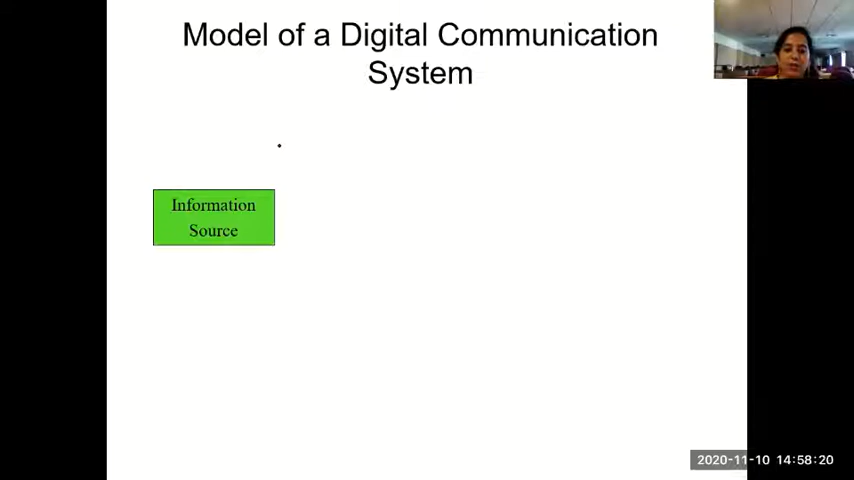 Model of a Digital Communication
System
Information
Source
2020-11-10 14:58:20